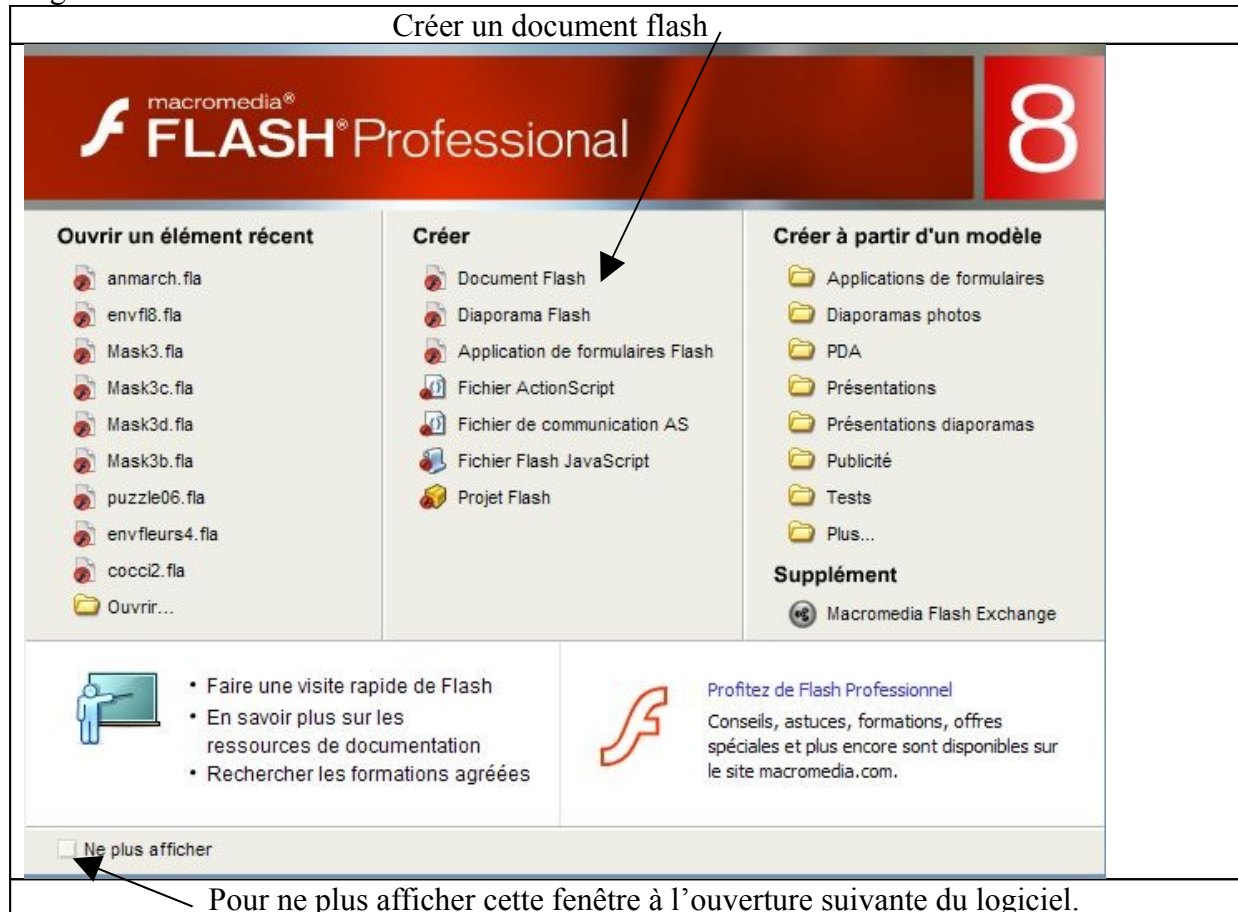 Créer un document flash
macromedia®
FLASH® Professional
8
Ouvrir un élément récent
anmarch.fla
envfl8.fla
Mask3.fla
Mask3c.fla
Mask3d.fla
Mask3b.fla
puzzle06.fla
envfleurs4.fla
cocci2.fla
Ouvrir...
Créer
Document Flash
Diaporama Flash
Application de formulaires Flash
Fichier ActionScript
Fichier de communication AS
Fichier Flash JavaScript
Projet Flash
Créer à partir d'un modèle
Applications de formulaires
Diaporamas photos
PDA
Présentations
Présentations diaporamas
Publicité
Tests
Plus...
Supplément
Macromedia Flash Exchange
• Faire une visite rapide de Flash
• En savoir plus sur les
ressources de documentation
• Rechercher les formations agréées
Profitez de Flash Professionnel
Conseils, astuces, formations, offres
spéciales et plus encore sont disponibles sur
le site macromedia.com.
Ne plus afficher
Pour ne plus afficher cette fenêtre à l'ouverture suivante du logiciel.